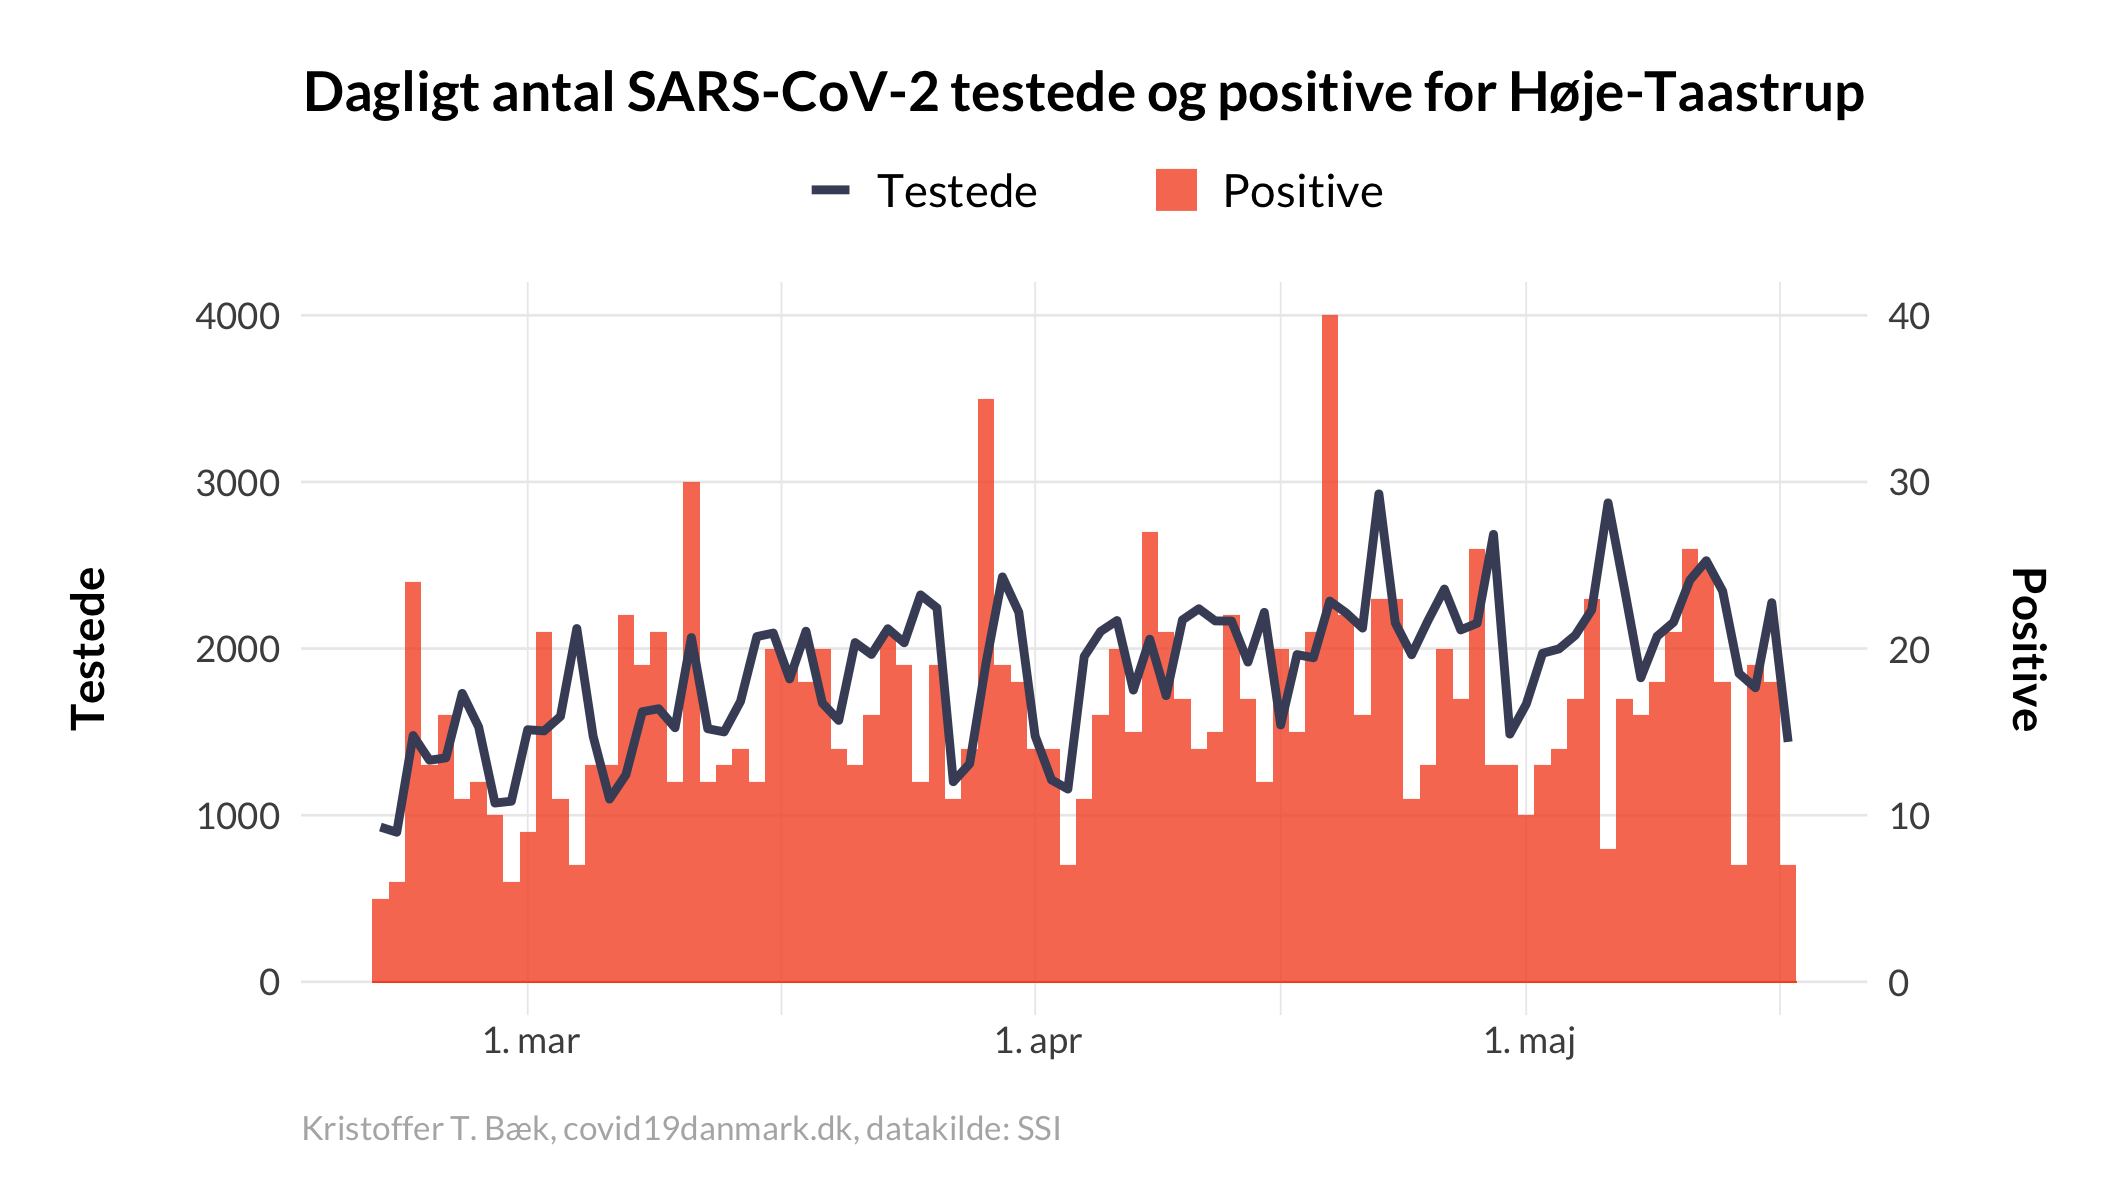 Dagligt antal SARS-CoV-2 testede og positive for Høje-Taastrup
Testede Positive
4000 40
3000 30
2000 20
1000 10
0 0
Testede
Positive
1. mar 1. apr 1. maj
Kristoffer T. Bæk, covid19danmark.dk, datakilde: SSI